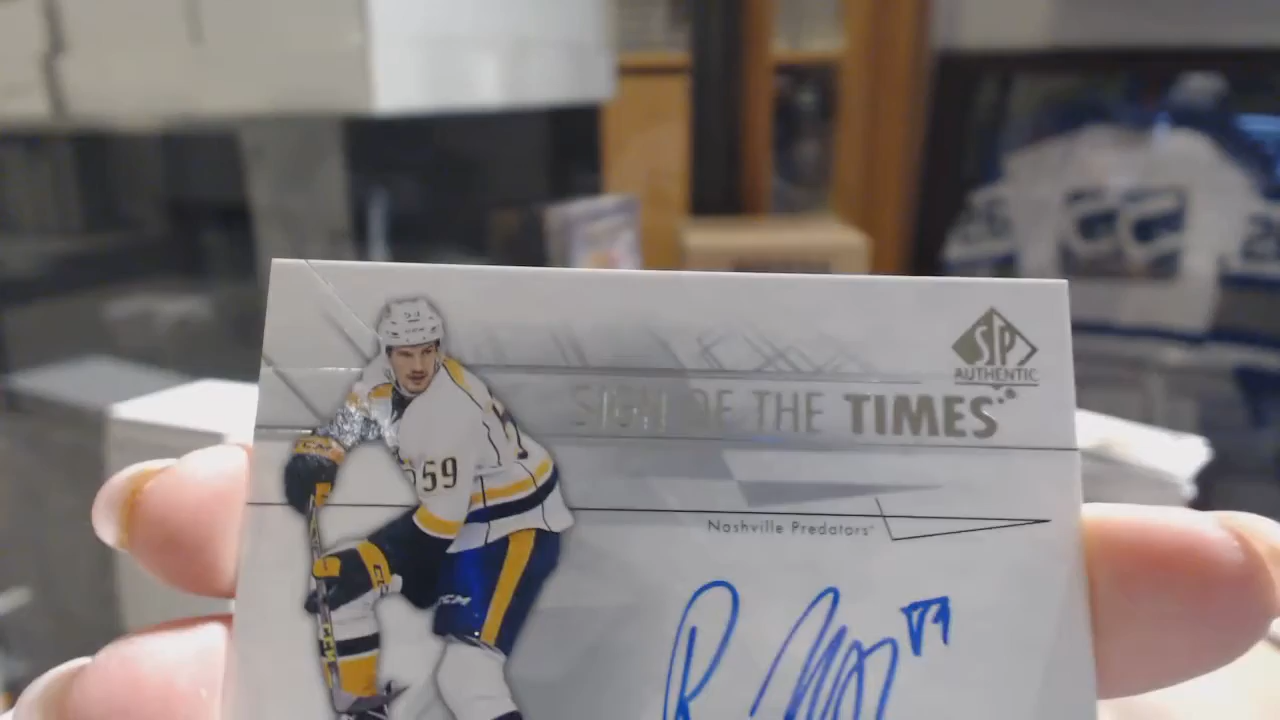 SP
AUTHENTIC
SIGN OF THE TIMES
59
Nashville Predators